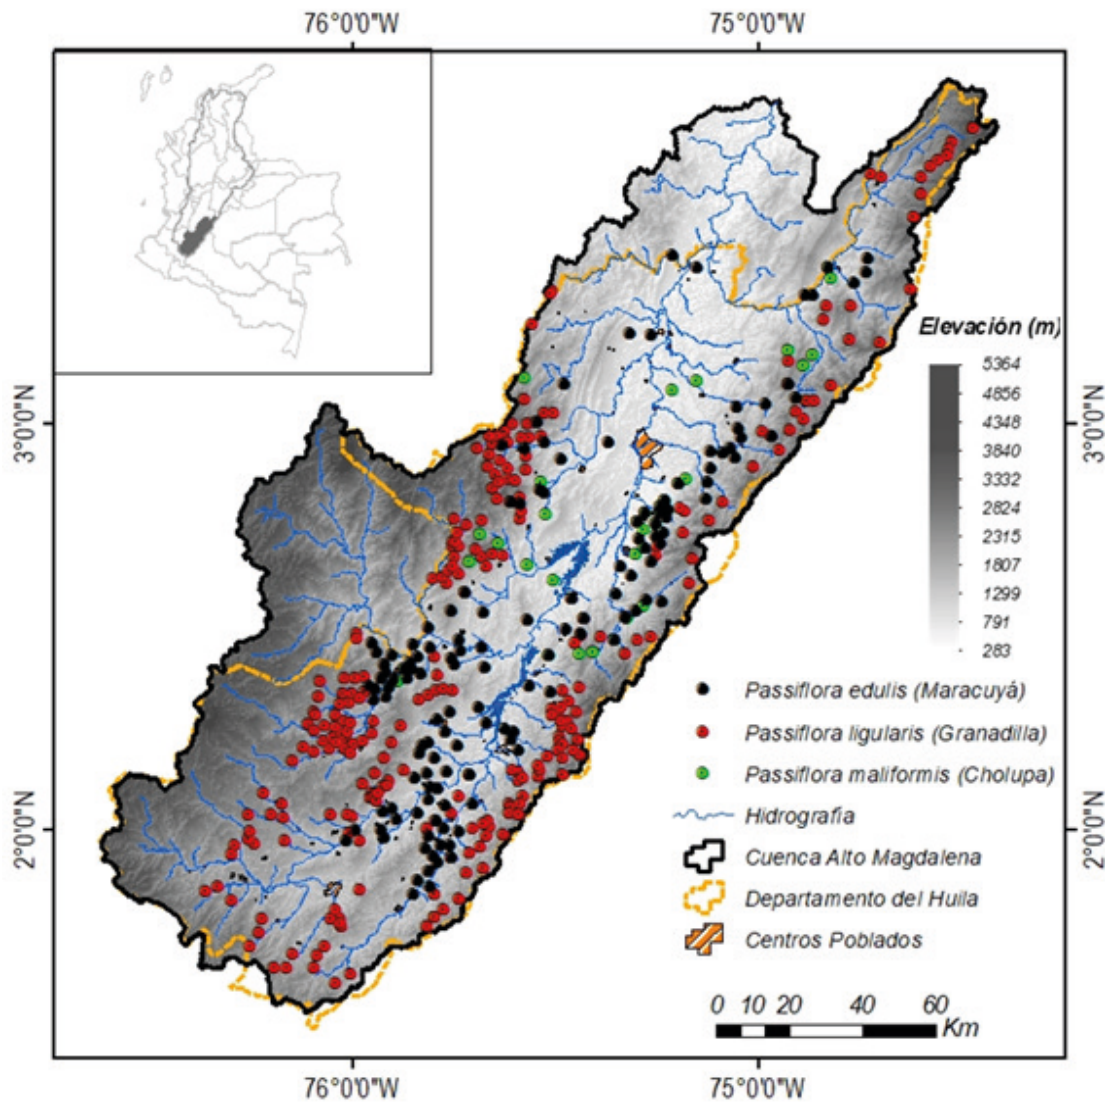 76°0'0"W
75°0'0"W
Elevación (m)
5364
4856
4348
3840
3332
2824
2315
1807
1299
791
283
3°0'0"N
3°0'0"N
Passiflora edulis (Maracuyá)
Passiflora ligularis (Granadilla)
Passiflora maliformis (Cholupa)
Hidrografia
2°0'0"N
2°0'0"N
Cuenca Alto Magdalena
Departamento del Huila
Centros Poblados
0 10 20 40 60
Km
76°0'0"W
75°0'0"W